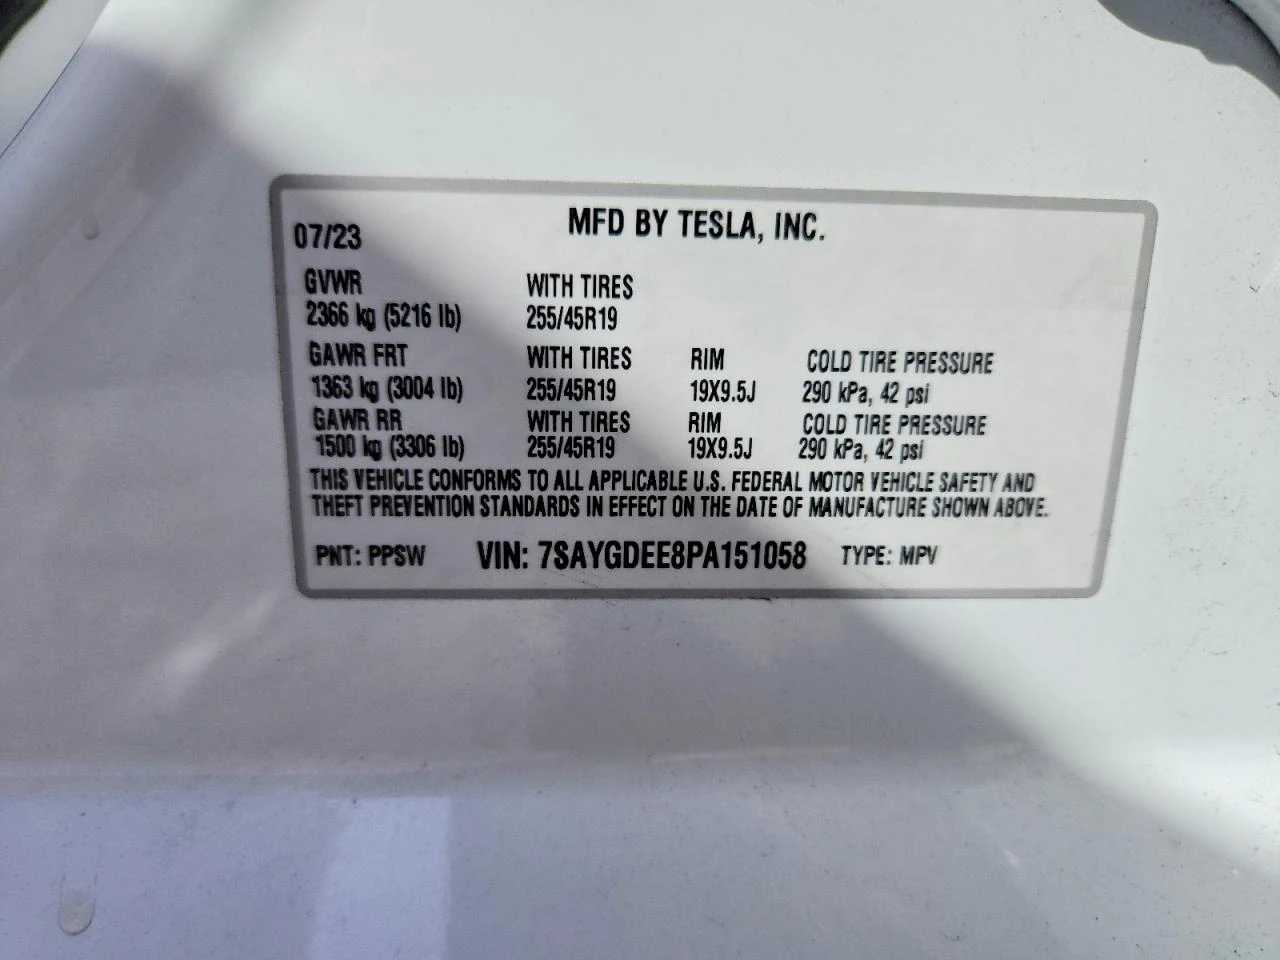 MFD BY TESLA, INC.
07/23
GVWR WITH TIRES
2366 kg (5216 lb) 255/45R19
GAWR FRT WITH TIRES RIM COLD TIRE PRESSURE
1363 kg (3004 lb) 255/45R19 19X9.5J 290 kPa, 42 psi
GAWR RR WITH TIRES RIM COLD TIRE PRESSURE
1500 kg (3306 lb) 255/45R19 19X9.5J 290 kPa, 42 psi
THIS VEHICLE CONFORMS TO ALL APPLICABLE U.S. FEDERAL MOTOR VEHICLE SAFETY AND
THEFT PREVENTION STANDARDS IN EFFECT ON THE DATE OF MANUFACTURE SHOWN ABOVE.
PNT: PPSW VIN: 7SAYGDEE8PA151058 TYPE: MPV